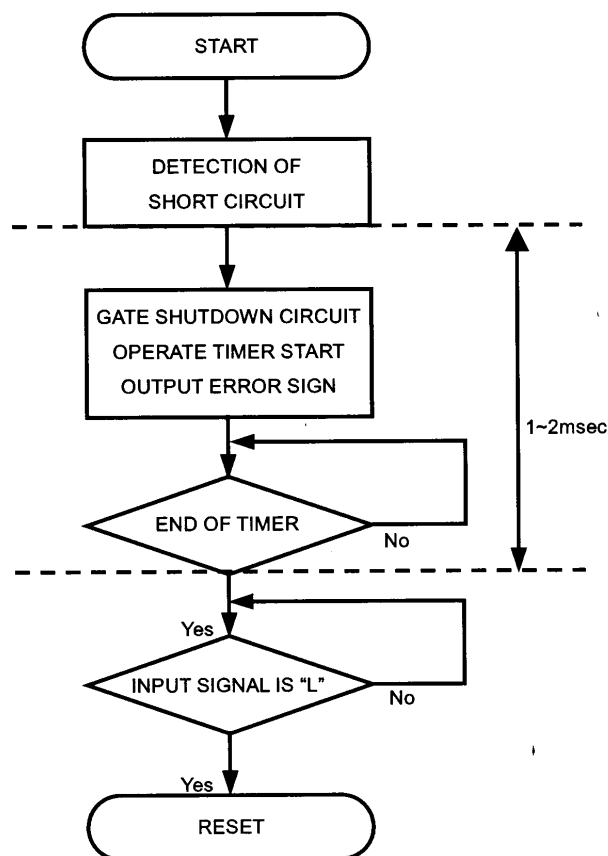 START
DETECTION OF
SHORT CIRCUIT
GATE SHUTDOWN CIRCUIT
OPERATE TIMER START
OUTPUT ERROR SIGN
1~2msec
END OF TIMER
No
Yes
INPUT SIGNAL IS “L”
No
Yes
RESET